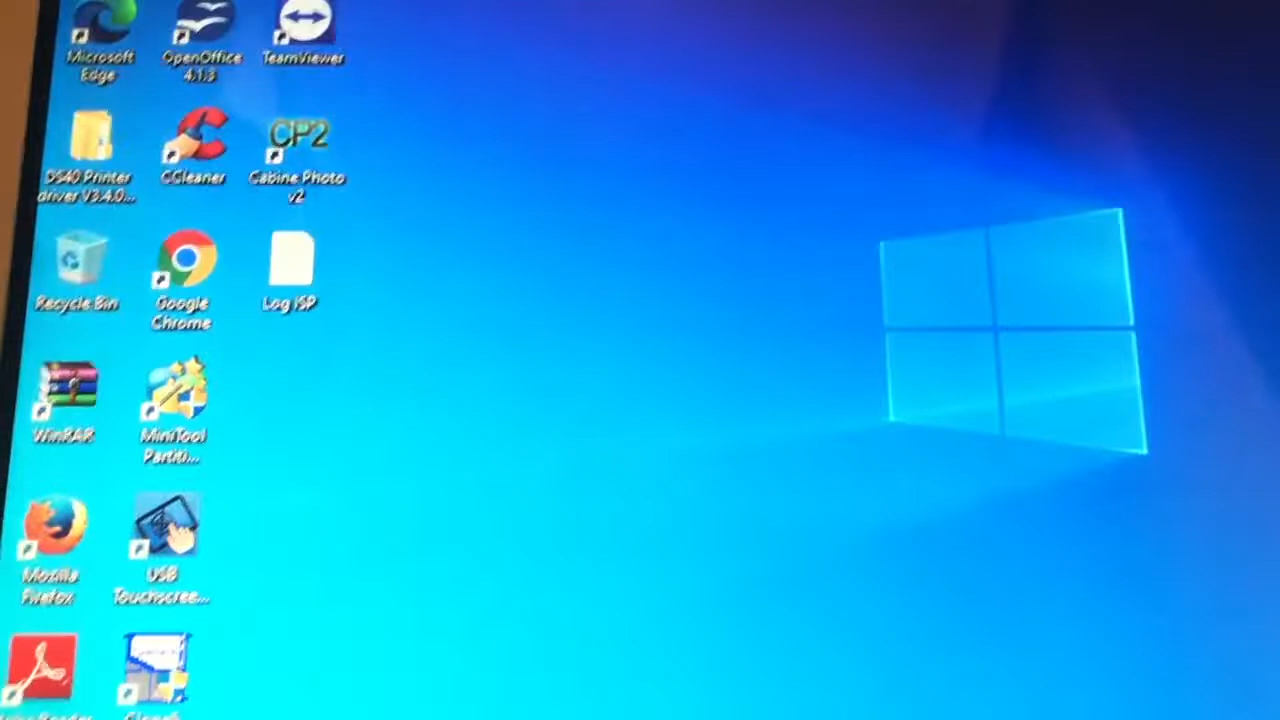 Microsoft
Edge
OpenOffice
4.1.3
TeamViewer
DS40 Printer
driver V3.4.0...
CCleaner
CP2
Cabine Photo
v2
Recycle Bin
Google
Chrome
Log ISP
WinRAR
MiniTool
Partiti...
Mozilla
Firefox
USB
Touchscree...